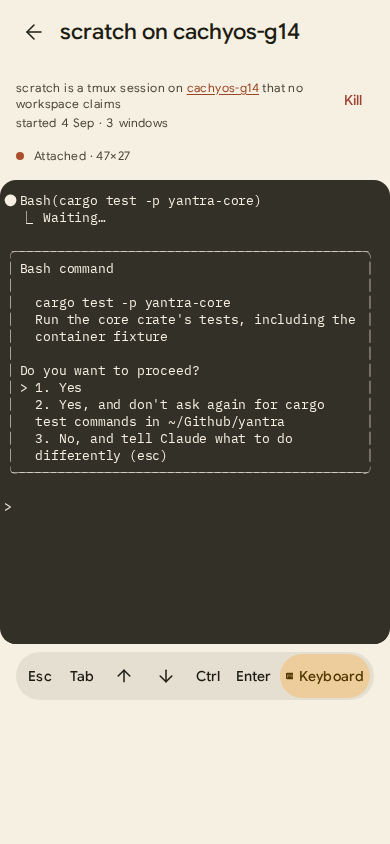 scratch on cachyos-g14
scratch is a tmux session on cachyos-g14 that no
workspace claims
started 4 Sep · 3 windows
Kill
Attached · 47×27
Bash(cargo test -p yantra-core)
Waiting…
Bash command
cargo test -p yantra-core
Run the core crate's tests, including the
container fixture
Do you want to proceed?
> 1. Yes
2. Yes, and don't ask again for cargo
test commands in ~/Github/yantra
3. No, and tell Claude what to do
differently (esc)
>
Esc Tab ↑ ↓ Ctrl Enter Keyboard